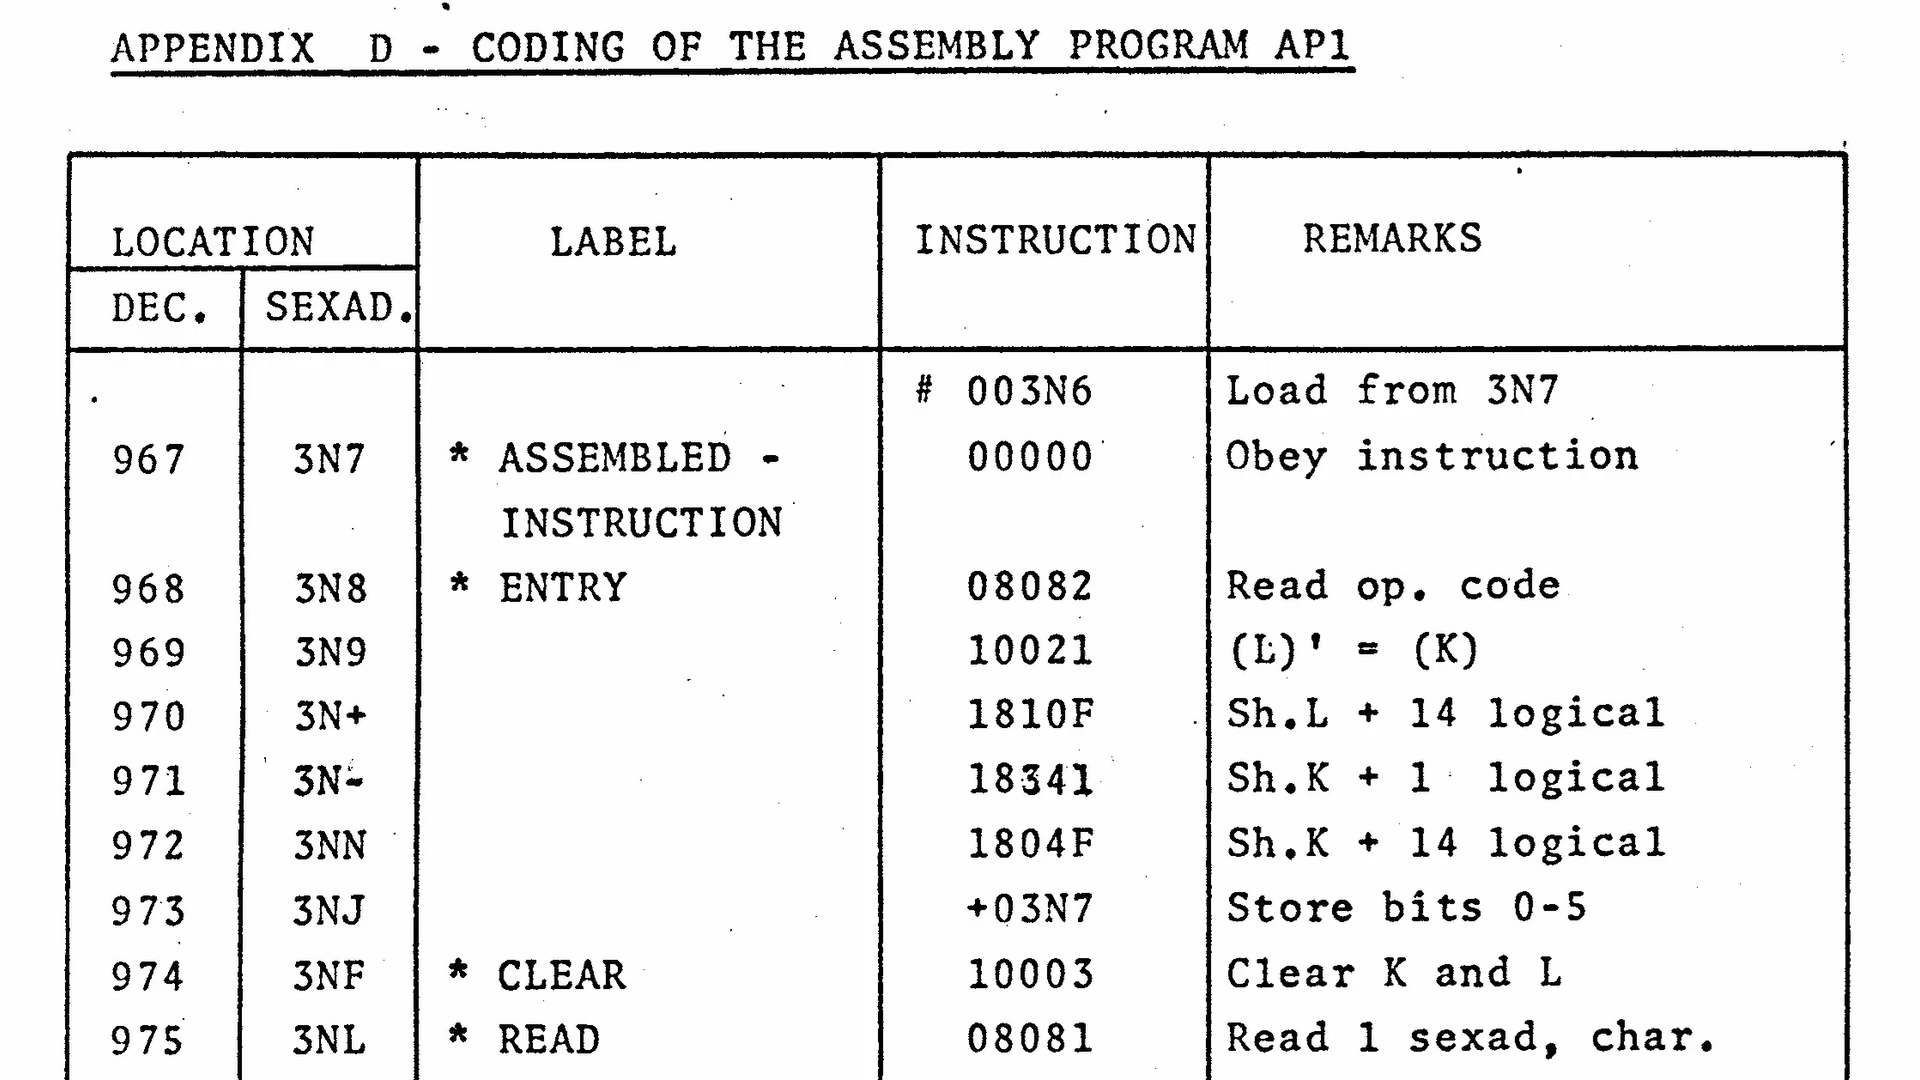 APPENDIX D - CODING OF THE ASSEMBLY PROGRAM AP1
LOCATION LABEL INSTRUCTION REMARKS
DEC. SEXAD.
# 003N6 Load from 3N7
967 3N7 * ASSEMBLED - 00000 Obey instruction
INSTRUCTION
968 3N8 * ENTRY 08082 Read op. code
969 3N9 10021 (L)' = (K)
970 3N+ 1810F Sh.L + 14 logical
971 3N- 18341 Sh.K + 1 logical
972 3NN 1804F Sh.K + 14 logical
973 3NJ +03N7 Store bits 0-5
974 3NF * CLEAR 10003 Clear K and L
975 3NL * READ 08081 Read 1 sexad, char.